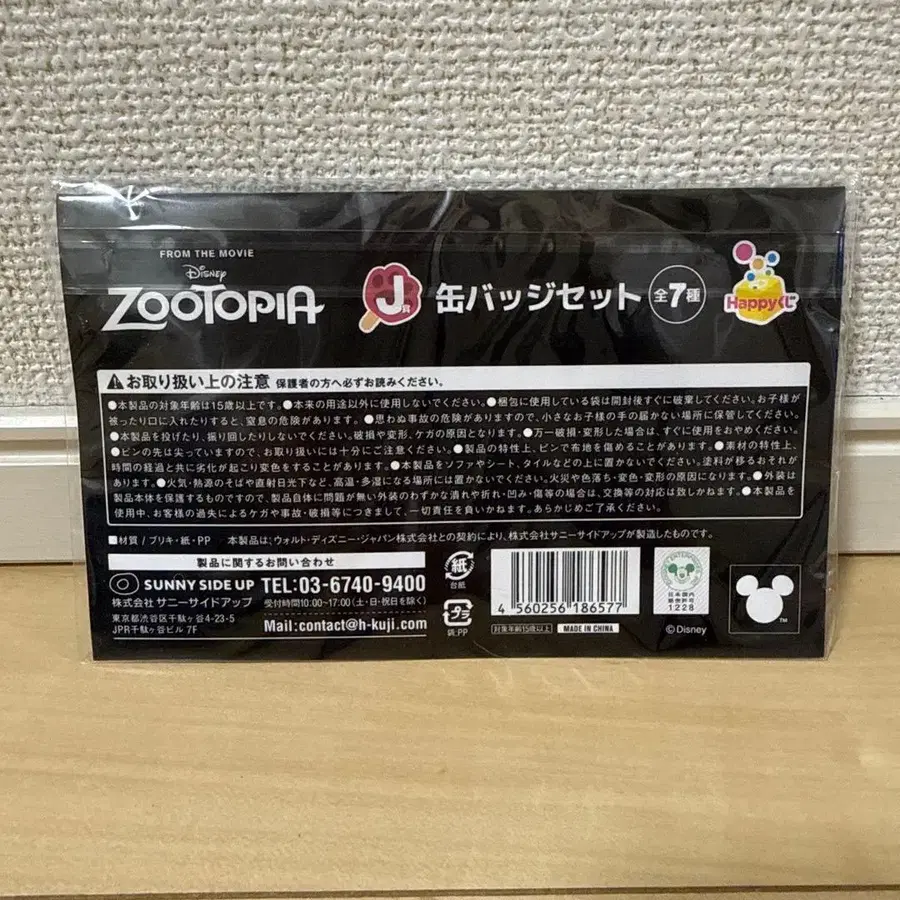 FROM THE MOVIE
Disney
ZOOTOPIA
J賞 缶バッジセット 全7種
Happyくじ
お取り扱い上の注意 保護者の方へ必ずお読みください。
●本製品の対象年齢は15歳以上です。●本来の用途以外に使用しないでください。●梱包に使用している袋は開封後すぐに破棄してください。お子様が
被ったり口に入れたりすると、窒息の危険があります。●思わぬ事故の危険がありますので、小さなお子様の手の届かない場所に保管してください。
●本製品を投げたり、振り回したりしないでください。破損や変形、ケガの原因となります。●万一破損・変形した場合は、すぐに使用をおやめください。
●ピンの先は尖っていますので、お取り扱いには十分にご注意ください。●製品の特性上、ピンで布地を傷めることがあります。●素材の特性上、
時間の経過と共に劣化が起こり変色をすることがあります。●本製品をソファやシート、タイルなどの上に置かないでください。塗料が移るおそれが
あります。●火気・熱源のそばや直射日光下など、高温・多湿になる場所には置かないでください。火災や色落ち・変色・変形の原因になります。●外装は
製品本体を保護するものですので、製品自体に問題が無い外装のわずかな潰れや折れ・凹み・傷等の場合は、交換等の対応は致しかねます。●本製品を
使用中、お客様の過失によるケガや事故・破損等につきまして、一切責任を負いかねます。あらかじめご了承ください。
■材質 / ブリキ・紙・PP 本製品は、ウォルト・ディズニー・ジャパン株式会社との契約により、株式会社サニーサイドアップが製造したものです。
製品に関するお問い合わせ
SUNNY SIDE UP
株式会社 サニーサイドアップ
東京都渋谷区千駄ヶ谷4-23-5
JPR千駄ヶ谷ビル 7F
TEL:03-6740-9400
受付時間10:00~17:00(土・日・祝日を除く)
Mail:contact@h-kuji.com
紙
台紙
プラ
袋:PP
4 560256 186577
対象年齢15歳以上
MADE IN CHINA
日本国内
販売許可
1228
©Disney
TM